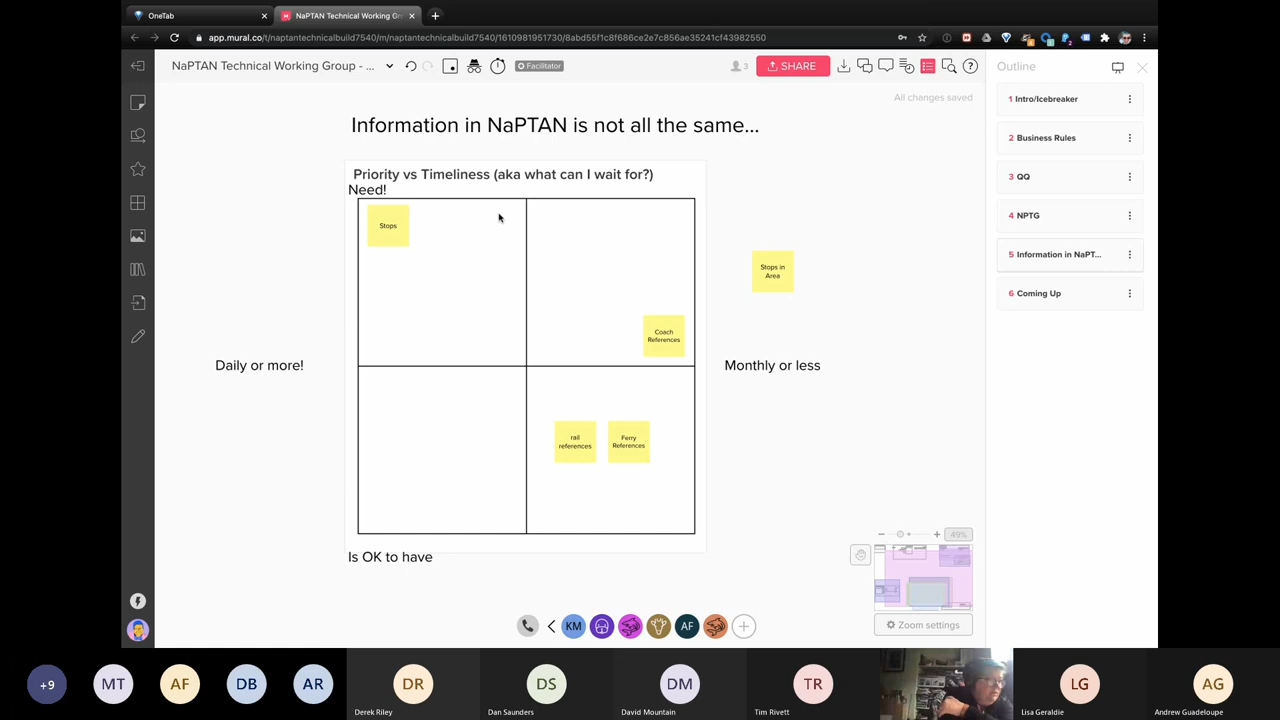 OneTab
NaPTAN Technical Working Gr
app.mural.co/t/naptantechnicalbuild7540/m/naptantechnicalbuild7540/1610981951730/8abd55f1c8f686ce2e7c856ae35241cf43982550
NaPTAN Technical Working Group - ...
Facilitator
3
SHARE
Outline
All changes saved
1 Intro/Icebreaker
2 Business Rules
3 QQ
4 NPTG
5 Information in NaPT...
6 Coming Up
Information in NaPTAN is not all the same...
Priority vs Timeliness (aka what can I wait for?)
Need!
Stops
Stops in
Area
Coach
References
Daily or more!
Monthly or less
rail
references
Ferry
References
Is OK to have
49%
Zoom settings
KM
AF
+9
MT
AF
DB
AR
DR
Derek Riley
DS
Dan Saunders
DM
David Mountain
TR
Tim Rivett
LG
Lisa Geraldie
AG
Andrew Guadeloupe